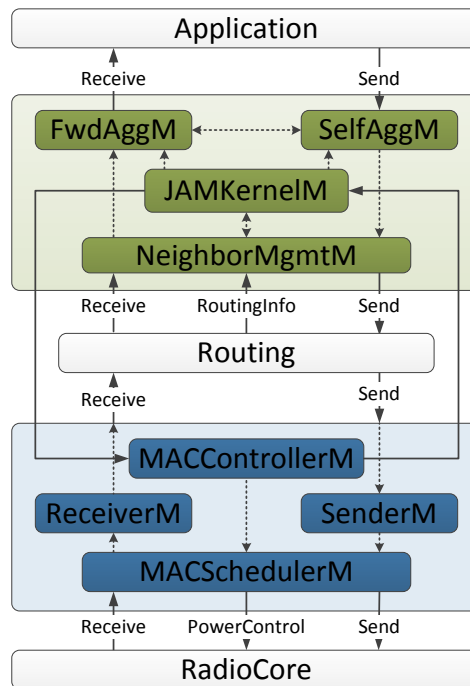 Application
Receive
Send
FwdAggM
SelfAggM
JAMKernelM
NeighborMgmtM
Receive
RoutingInfo
Send
Routing
Receive
Send
MACControllerM
ReceiverM
SenderM
MACSchedulerM
Receive
PowerControl
Send
RadioCore